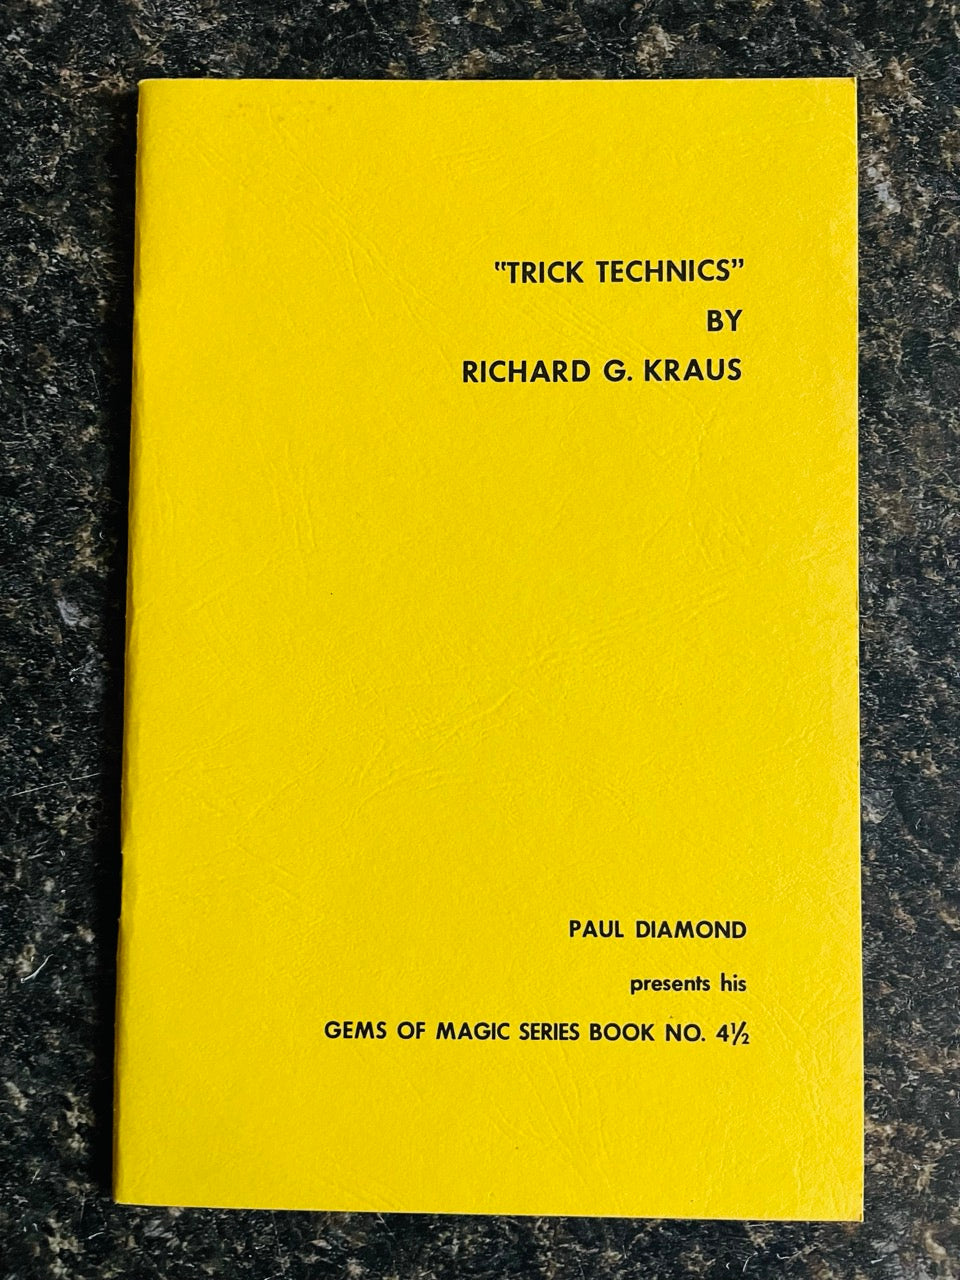 "TRICK TECHNICS"
BY
RICHARD G. KRAUS
PAUL DIAMOND
presents his
GEMS OF MAGIC SERIES BOOK NO. 4½